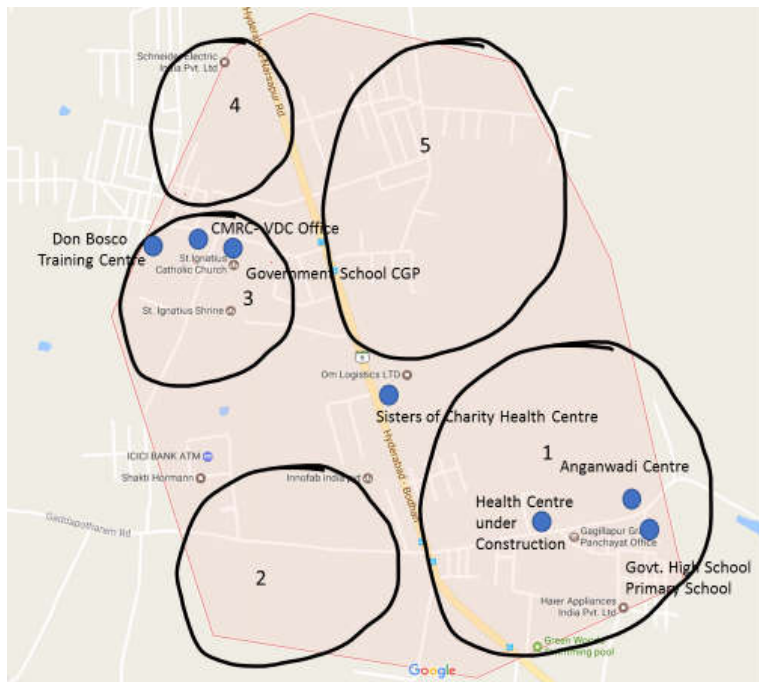 Hyderabad-Narsapur Rd
Schneider Electric
India Pvt. Ltd
4
5
Don Bosco
Training Centre
CMRC- VDC Office
St.Ignatius
Catholic Church
Government School CGP
3
St. Ignatius Shrine
Om Logistics LTD
Sisters of Charity Health Centre
Hyderabad - Bodhan
1
Anganwadi Centre
ICICI BANK ATM
Shakti Hormann
Innofab india pvt
Health Centre
under
Construction
Gagillapur
Panchayat Office
Gaddapotharam Rd
2
Govt. High School
Primary School
Haier Appliances
India Pvt. Ltd
Green
pool
Google